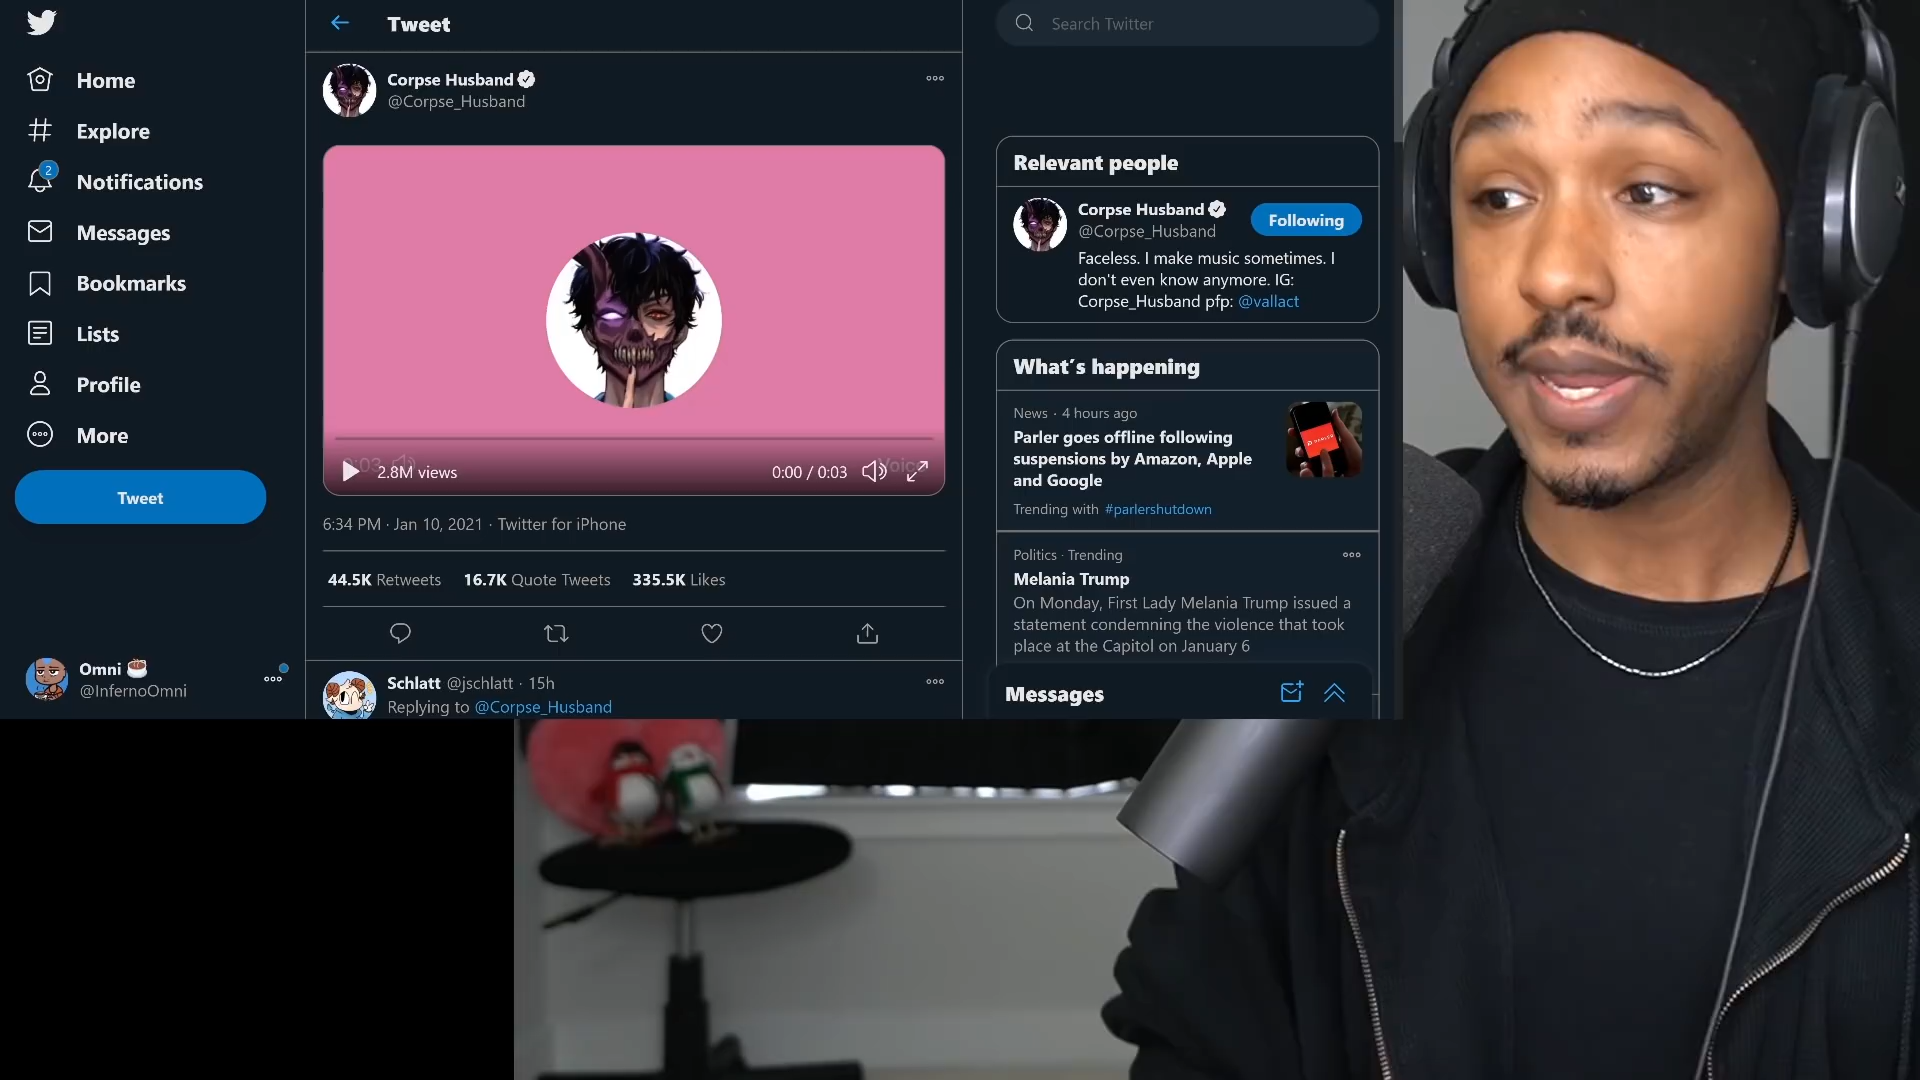 Home
Explore
2
Notifications
Messages
Bookmarks
Lists
Profile
More
Tweet
Omni
@InfernoOmni
Tweet
Corpse Husband
@Corpse_Husband
0:03
Voice
2.8M views
0:00 / 0:03
6:34 PM · Jan 10, 2021 · Twitter for iPhone
44.5K Retweets 16.7K Quote Tweets 335.5K Likes
Schlatt @jschlatt · 15h
Replying to @Corpse_Husband
Search Twitter
Relevant people
Corpse Husband
@Corpse_Husband
Following
Faceless. I make music sometimes. I
don't even know anymore. IG:
Corpse_Husband pfp: @vallact
What's happening
News · 4 hours ago
Parler goes offline following
suspensions by Amazon, Apple
and Google
Trending with #parlershutdown
Politics · Trending
Melania Trump
On Monday, First Lady Melania Trump issued a
statement condemning the violence that took
place at the Capitol on January 6
Messages